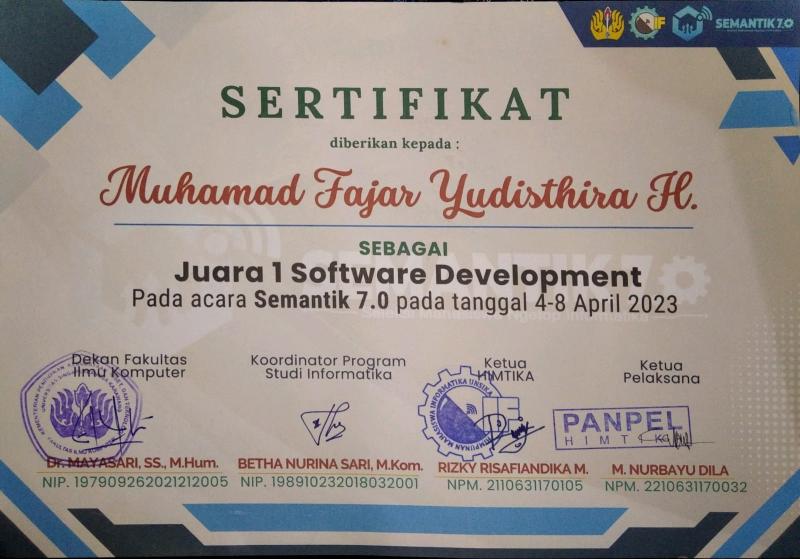 SEMANTIK 7.0
SERTIFIKAT
diberikan kepada :
Muhamad Fajar Yudisthira H.
SEBAGAI
Juara 1 Software Development
Pada acara Semantik 7.0 pada tanggal 4-8 April 2023
Dekan Fakultas
Ilmu Komputer
Koordinator Program
Studi Informatika
Ketua
HIMTIKA
Ketua
Pelaksana
PANPEL
HIMTIKA
Dr. MAYASARI, SS., M.Hum.
NIP. 197909262021212005
BETHA NURINA SARI, M.Kom.
NIP. 198910232018032001
RIZKY RISAFIANDIKA M.
NPM. 2110631170105
M. NURBAYU DILA
NPM. 2210631170032